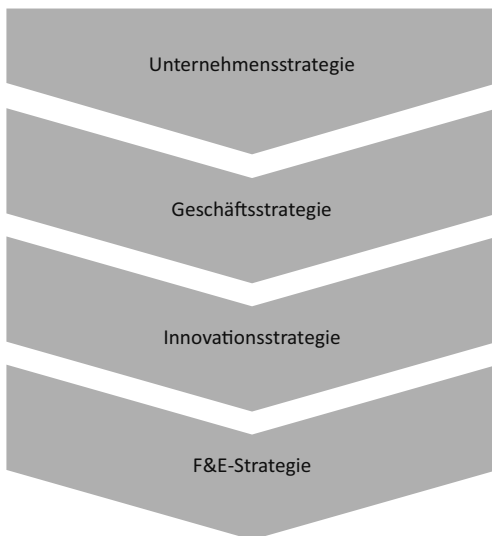 Unternehmensstrategie
Geschäftsstrategie
Innovationsstrategie
F&E-Strategie